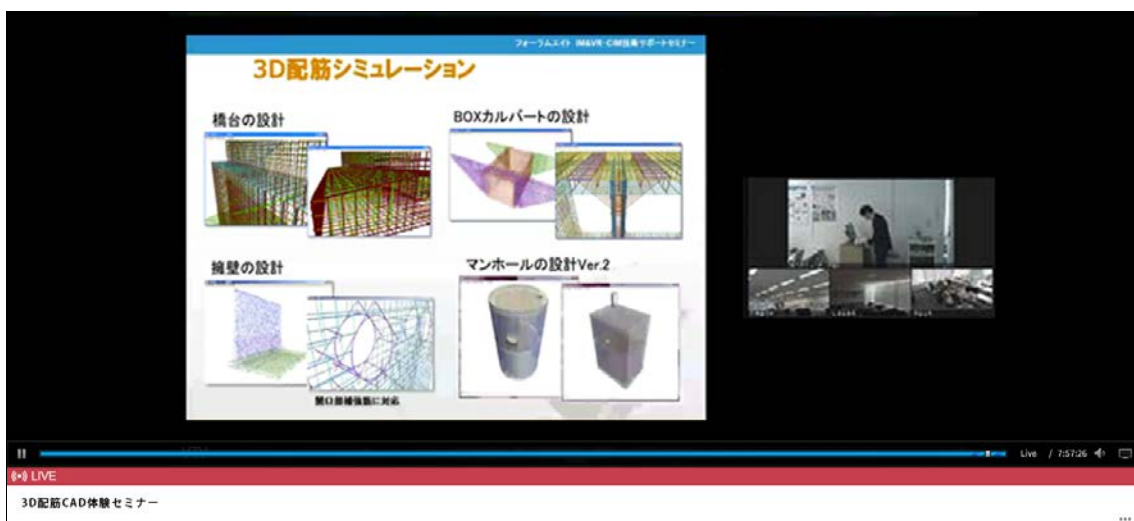 フォーラムエイト IM&VR・CIM技術サポートセミナー
3D配筋シミュレーション
橋台の設計
BOXカルバートの設計
擁壁の設計
マンホールの設計Ver.2
開口部補強筋に対応
Live / 7:57:26
LIVE
3D配筋CAD体験セミナー